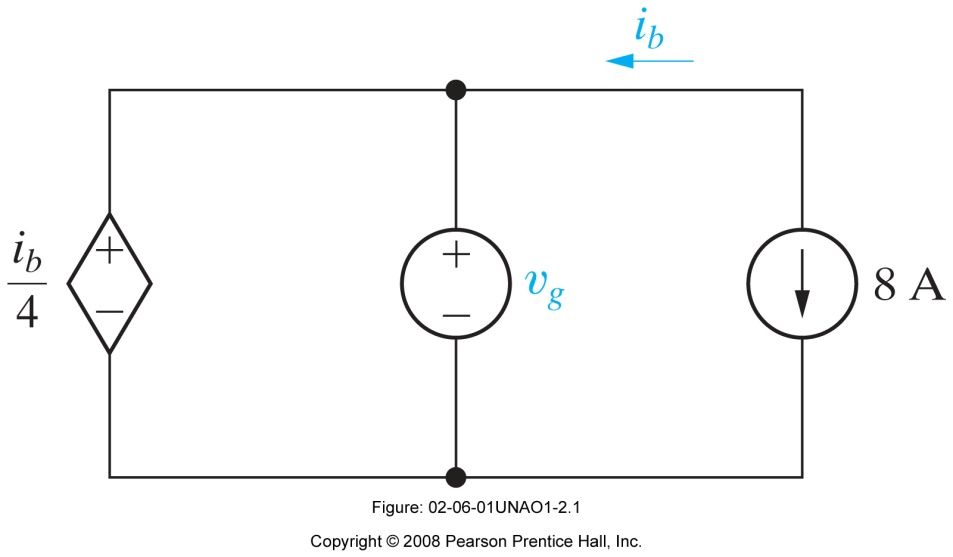 i_b
i_b/4
+
−
+
−
v_g
8 A
Figure: 02-06-01UNAO1-2.1
Copyright © 2008 Pearson Prentice Hall, Inc.